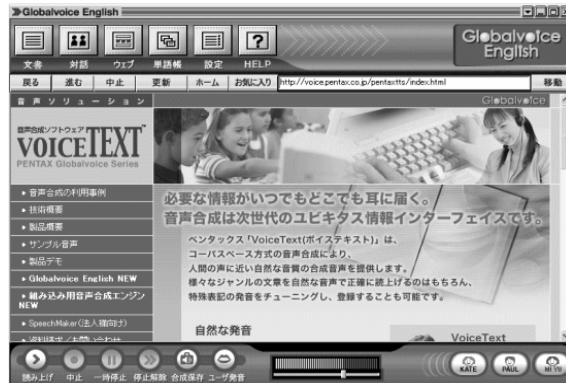 Globalvoice English
文書 対話 ウェブ 単語帳 設定 HELP
Globalvoice English
戻る 進む 中止 更新 ホーム お気に入り http://voice.pentax.co.jp/pentaxtts/index.html 移動
音声ソリューション
Globalvoice
音声合成ソフトウェア
VOICETEXT™
PENTAX Globalvoice Series
音声合成の利用事例
技術概要
製品概要
サンプル音声
製品デモ
Globalvoice English NEW
組み込み用音声合成エンジン NEW
SpeechMaker(法人様向け)
必要な情報がいつでもどこでも耳に届く。
音声合成は次世代のユビキタス情報インターフェイスです。
ペンタックス「VoiceText(ボイステキスト)」は、
コーパスベース方式の音声合成により、
人間の声に近い自然な音質の合成音声を提供します。
様々なジャンルの文章を自然な音声で正確に読上げるのはもちろん、
特殊表記の発音をチューニングし、登録することも可能です。
自然な発音
VoiceText
読み上げ 中止 一時停止 停止解除 合成保存 ユーザ発音
KATE PAUL MIYU